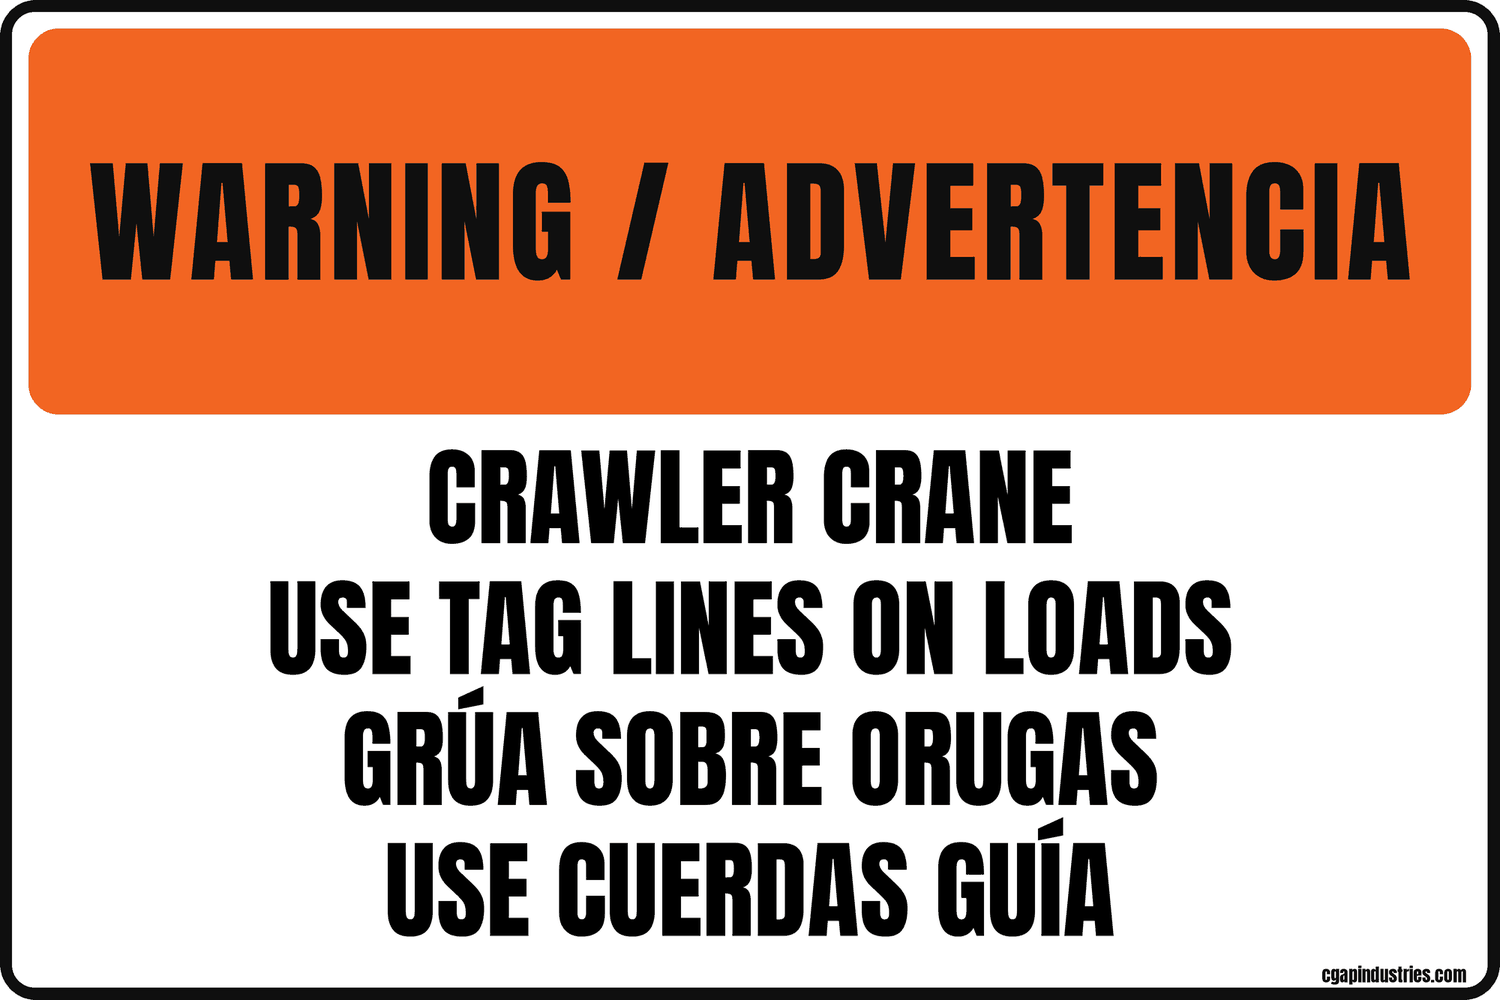 WARNING / ADVERTENCIA
CRAWLER CRANE
USE TAG LINES ON LOADS
GRÚA SOBRE ORUGAS
USE CUERDAS GUÍA
cgapindustries.com